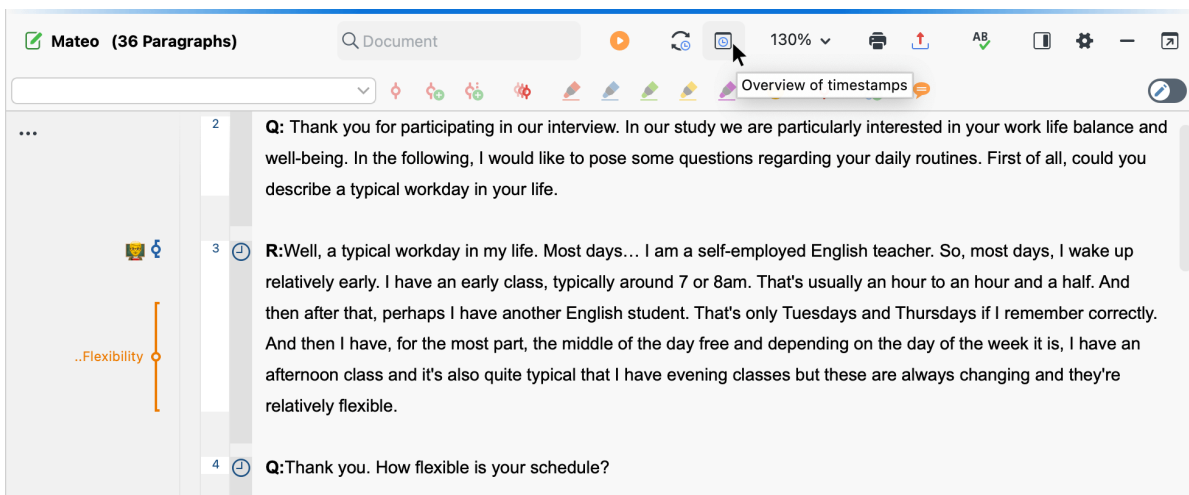 Mateo (36 Paragraphs)
Document
130%
AB
Overview of timestamps
2
Q: Thank you for participating in our interview. In our study we are particularly interested in your work life balance and
well-being. In the following, I would like to pose some questions regarding your daily routines. First of all, could you
describe a typical workday in your life.
3
R:Well, a typical workday in my life. Most days… I am a self-employed English teacher. So, most days, I wake up
relatively early. I have an early class, typically around 7 or 8am. That's usually an hour to an hour and a half. And
then after that, perhaps I have another English student. That's only Tuesdays and Thursdays if I remember correctly.
And then I have, for the most part, the middle of the day free and depending on the day of the week it is, I have an
..Flexibility
afternoon class and it's also quite typical that I have evening classes but these are always changing and they're
relatively flexible.
4
Q:Thank you. How flexible is your schedule?